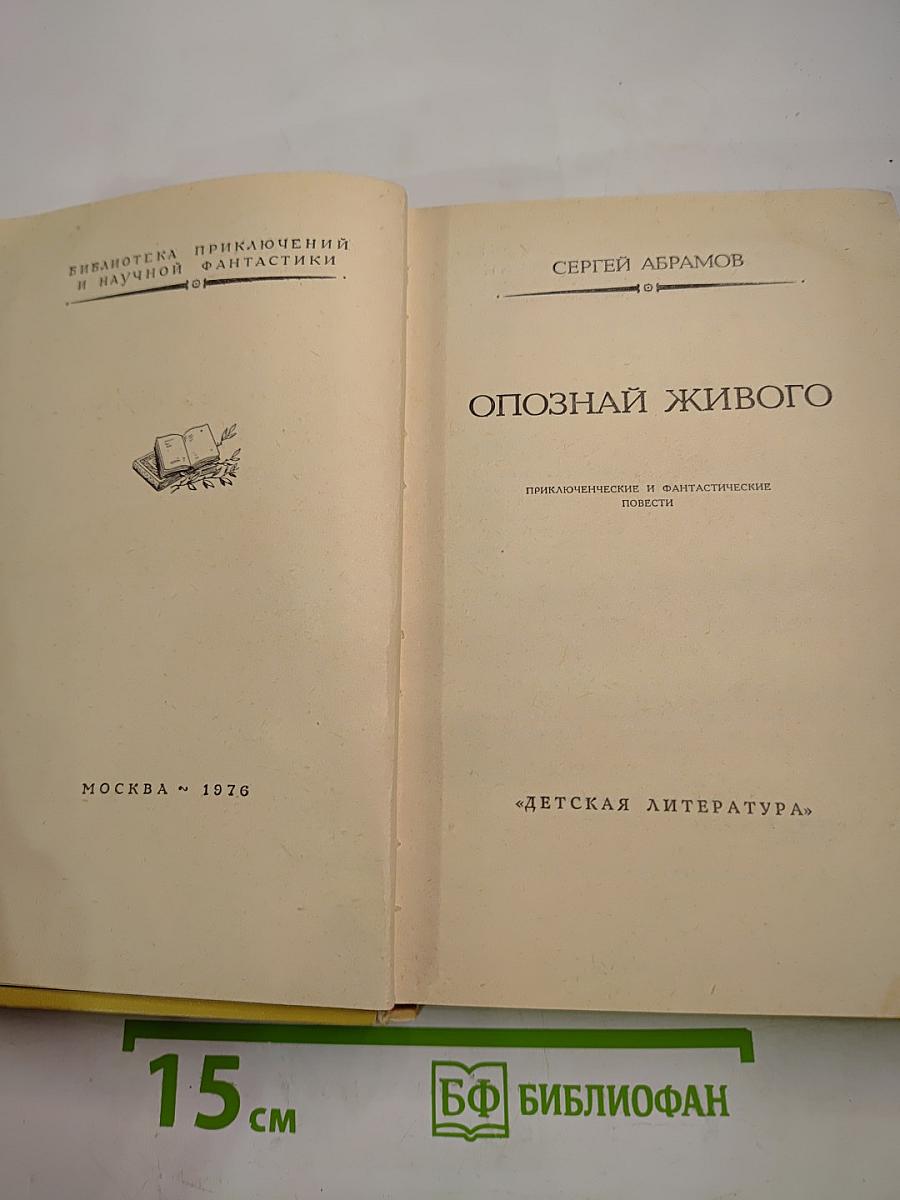 БИБЛИОТЕКА ПРИКЛЮЧЕНИЙ
И НАУЧНОЙ ФАНТАСТИКИ
МОСКВА ~ 1976
СЕРГЕЙ АБРАМОВ
ОПОЗНАЙ ЖИВОГО
ПРИКЛЮЧЕНЧЕСКИЕ И ФАНТАСТИЧЕСКИЕ
ПОВЕСТИ
«ДЕТСКАЯ ЛИТЕРАТУРА»
15 см
БФ БИБЛИОФАН